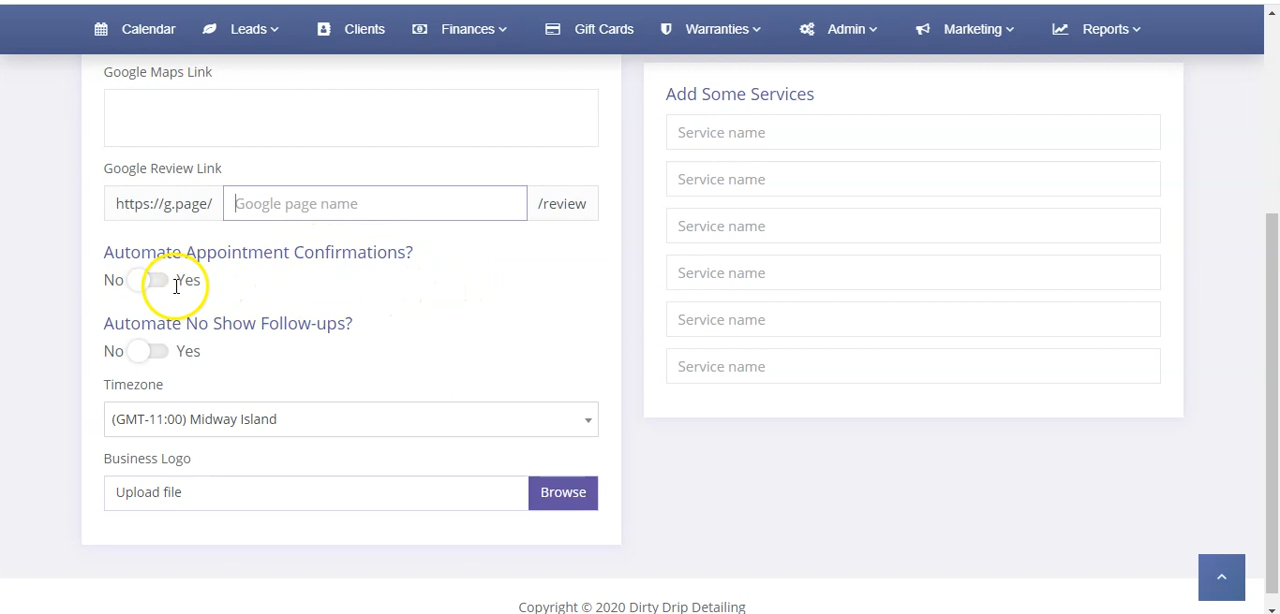 Calendar Leads Clients Finances Gift Cards Warranties Admin Marketing Reports
Google Maps Link
Google Review Link
https://g.page/ Google page name /review
Automate Appointment Confirmations?
No Yes
Automate No Show Follow-ups?
No Yes
Timezone
(GMT-11:00) Midway Island
Business Logo
Upload file Browse
Add Some Services
Service name
Service name
Service name
Service name
Service name
Service name
Copyright © 2020 Dirty Drip Detailing